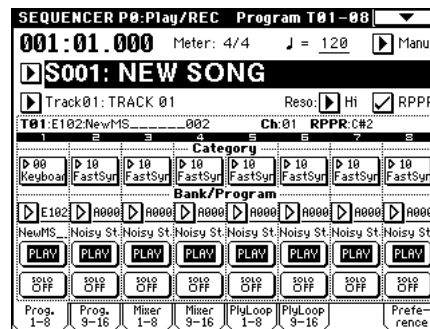 SEQUENCER P0:Play/REC Program T01-08
001:01.000 Meter: 4/4 ♩ = 120 Manu
S001: NEW SONG
Track01: TRACK 01 Reso: Hi RPPR
T01:E102:NewMS______002 Ch:01 RPPR:C#2
1 2 3 4 5 6 7 8
Category
00 10 10 10 10 10 10 10
Keyboar FastSyn FastSyn FastSyn FastSyn FastSyn FastSyn FastSyn
Bank/Program
E102 A000 A000 A000 A000 A000 A000 A000
NewMS_ Noisy St. Noisy St. Noisy St. Noisy St. Noisy St. Noisy St. Noisy St.
PLAY PLAY PLAY PLAY PLAY PLAY PLAY PLAY
SOLO SOLO SOLO SOLO SOLO SOLO SOLO SOLO
OFF OFF OFF OFF OFF OFF OFF OFF
Prog. Prog. Mixer Mixer PlyLoop PlyLoop Prefe-
1-8 9-16 1-8 9-16 1-8 9-16 rence